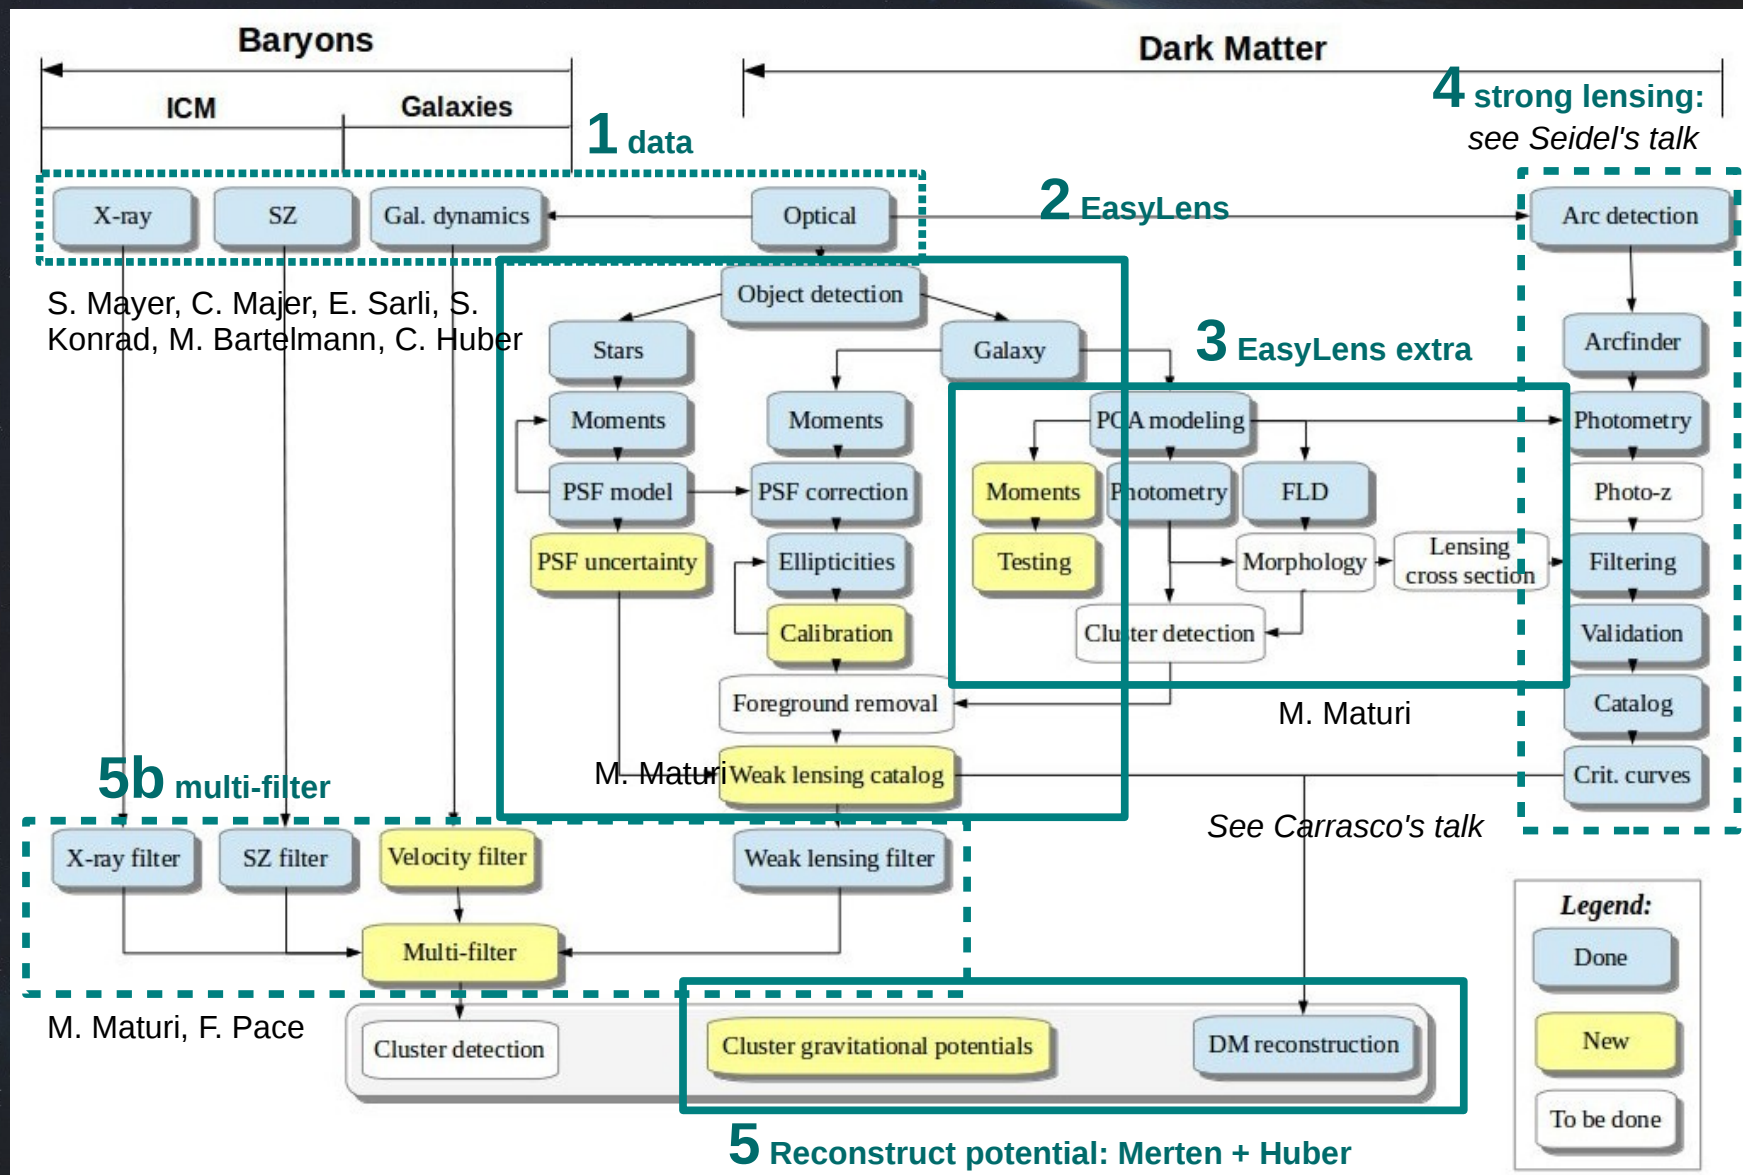 Baryons
Dark Matter
ICM
Galaxies
1 data
4 strong lensing:
see Seidel's talk
X-ray
SZ
Gal. dynamics
Optical
2 EasyLens
Arc detection
S. Mayer, C. Majer, E. Sarli, S.
Konrad, M. Bartelmann, C. Huber
Object detection
Stars
Galaxy
3 EasyLens extra
Arcfinder
Moments
Moments
PCA modeling
Photometry
PSF model
PSF correction
Moments
Photometry
FLD
Photo-z
PSF uncertainty
Ellipticities
Testing
Morphology
Lensing
cross section
Filtering
Calibration
Cluster detection
Validation
Foreground removal
M. Maturi
Catalog
5b multi-filter
M. Maturi
Weak lensing catalog
Crit. curves
See Carrasco's talk
X-ray filter
SZ filter
Velocity filter
Weak lensing filter
Legend:
Multi-filter
Done
M. Maturi, F. Pace
Cluster detection
Cluster gravitational potentials
DM reconstruction
New
To be done
5 Reconstruct potential: Merten + Huber